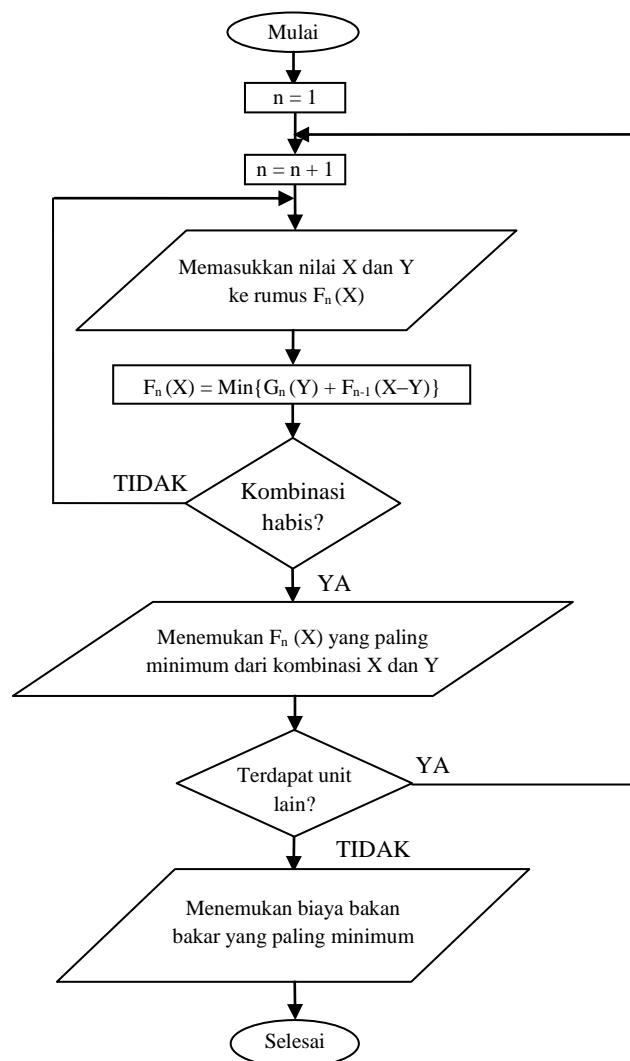 Mulai
n = 1
n = n + 1
Memasukkan nilai X dan Y
ke rumus Fₙ (X)
Fₙ (X) = Min{Gₙ (Y) + Fₙ₋₁ (X–Y)}
TIDAK
Kombinasi
habis?
YA
Menemukan Fₙ (X) yang paling
minimum dari kombinasi X dan Y
Terdapat unit
lain?
YA
TIDAK
Menemukan biaya bakan
bakar yang paling minimum
Selesai